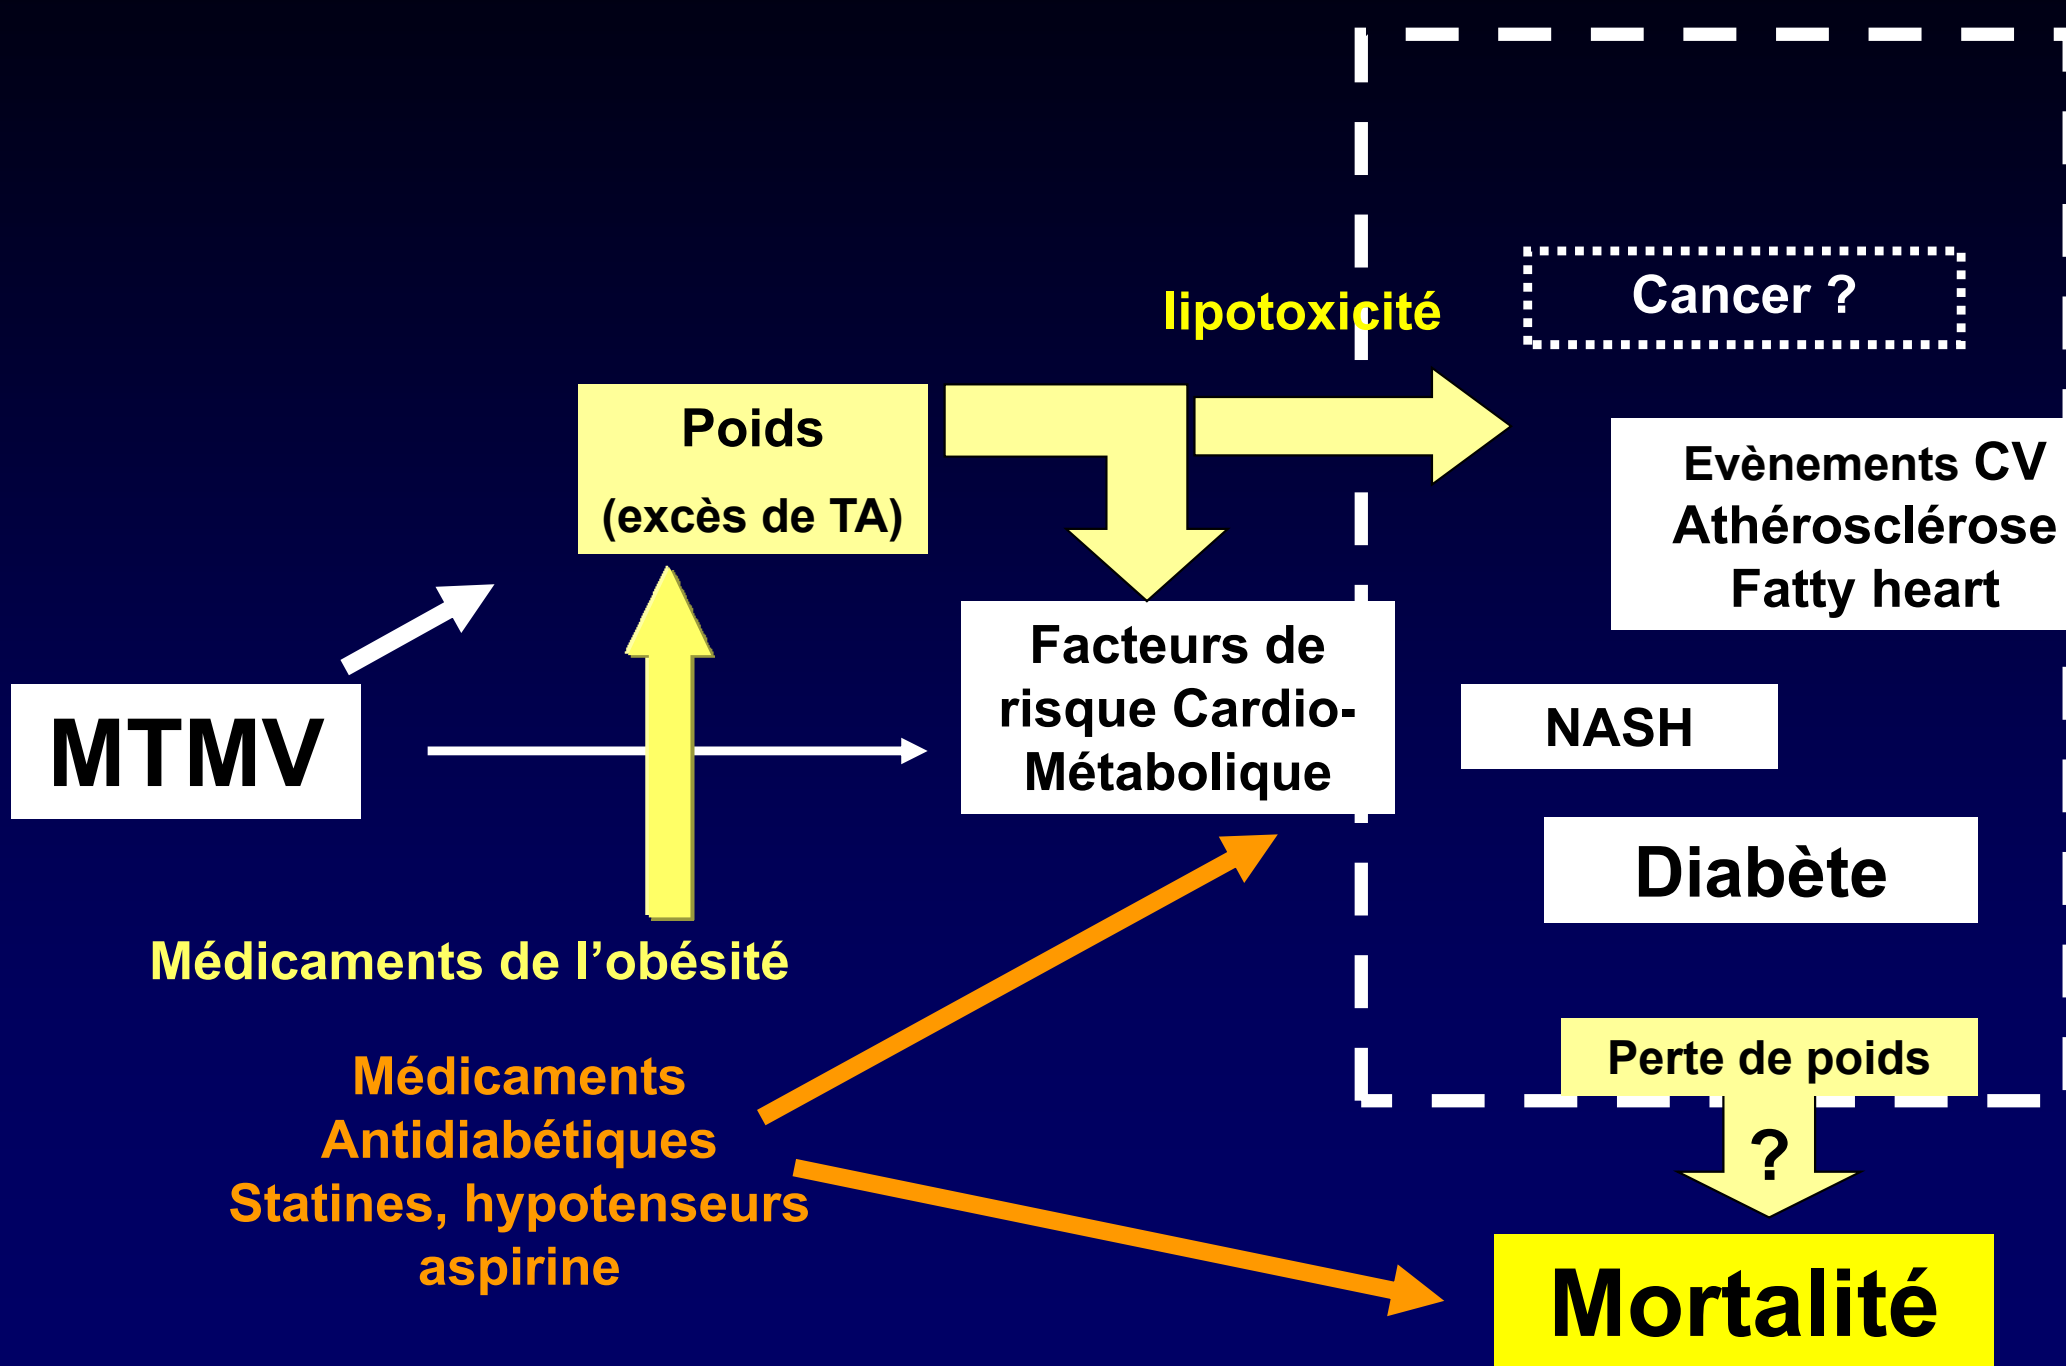 Cancer ?
lipotoxicité
Poids
(excès de TA)
Evènements CV
Athérosclérose
Fatty heart
Facteurs de
risque Cardio-
Métabolique
MTMV
NASH
Diabète
Médicaments de l’obésité
Perte de poids
?
Médicaments
Antidiabétiques
Statines, hypotenseurs
aspirine
Mortalité